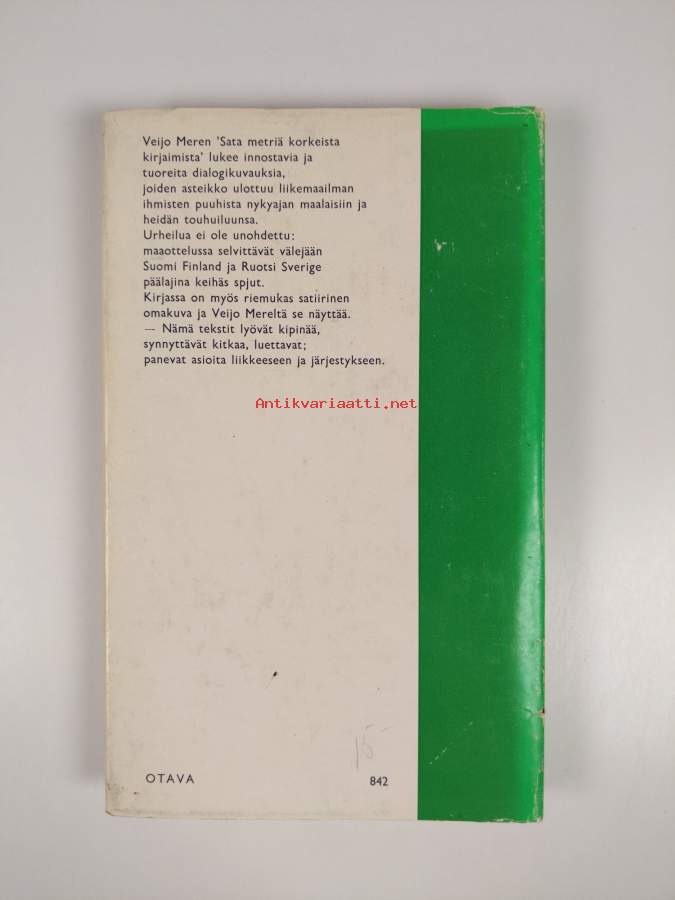 Veijo Meren 'Sata metriä korkeista
kirjaimista' lukee innostavia ja
tuoreita dialogikuvauksia,
joiden asteikko ulottuu liikemaailman
ihmisten puuhista nykyajan maalaisiin ja
heidän touhuiluunsa.
Urheilua ei ole unohdettu:
maaottelussa selvittävät välejään
Suomi Finland ja Ruotsi Sverige
päälajina keihäs spjut.
Kirjassa on myös riemukas satiirinen
omakuva ja Veijo Mereltä se näyttää.
— Nämä tekstit lyövät kipinää,
synnyttävät kitkaa, luettavat;
panevat asioita liikkeeseen ja järjestykseen.
Antikvariaatti.net
15
OTAVA 842